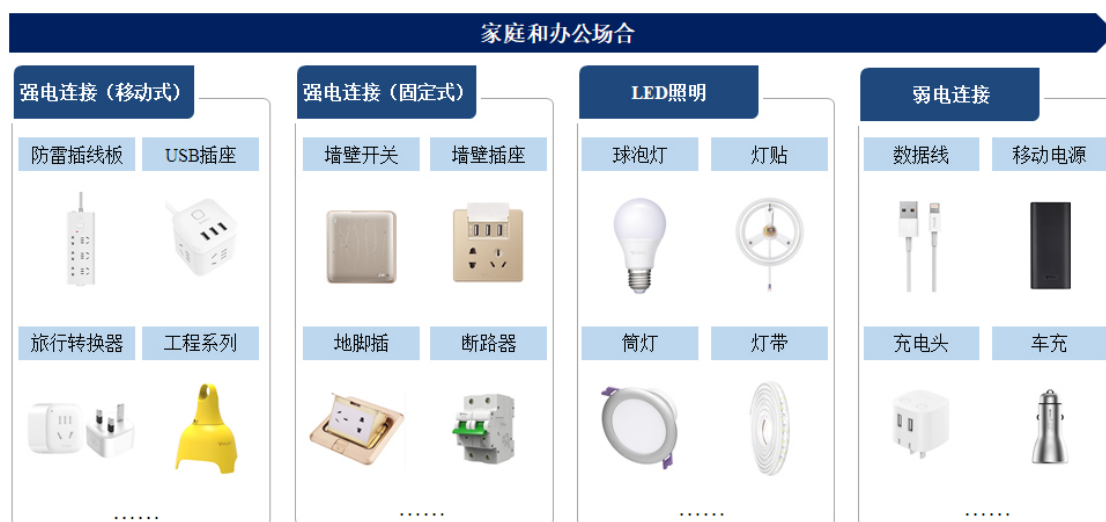 家庭和办公场合
强电连接（移动式）
防雷插线板
USB插座
旅行转换器
工程系列
……
强电连接（固定式）
墙壁开关
墙壁插座
地脚插
断路器
……
LED照明
球泡灯
灯贴
筒灯
灯带
……
弱电连接
数据线
移动电源
充电头
车充
……